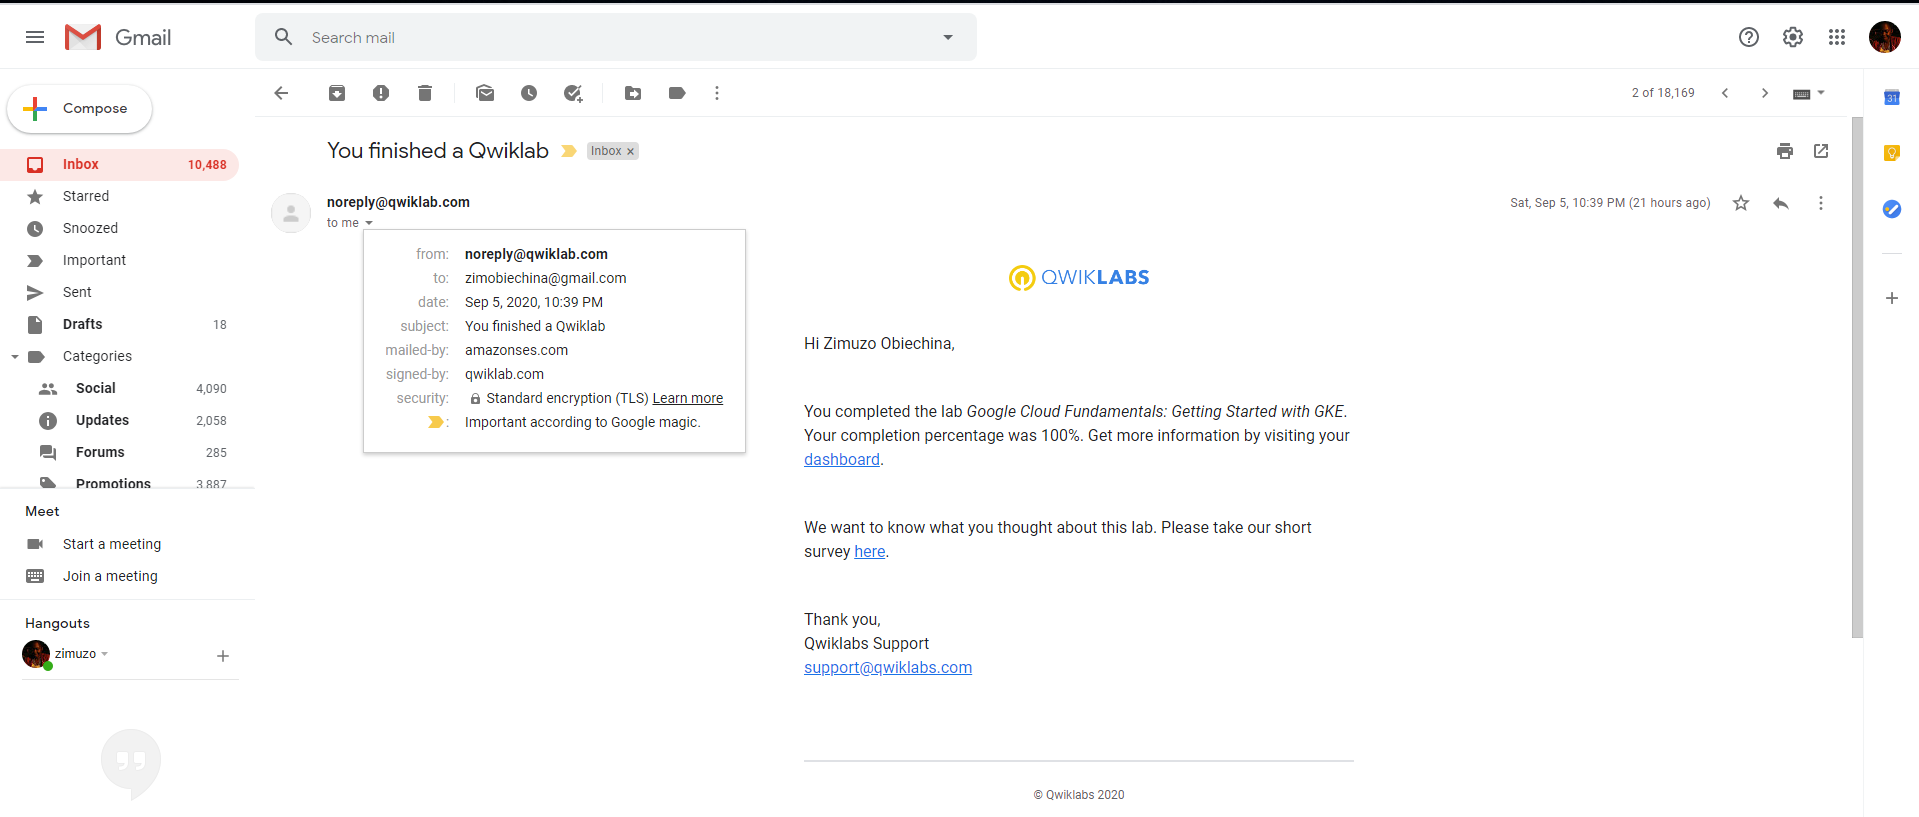 Gmail
Search mail
Compose
2 of 18,169
Inbox 10,488
Starred
Snoozed
Important
Sent
Drafts 18
Categories
Social 4,090
Updates 2,058
Forums 285
Promotions 3,887
Meet
Start a meeting
Join a meeting
Hangouts
zimuzo
You finished a Qwiklab Inbox x
noreply@qwiklab.com
Sat, Sep 5, 10:39 PM (21 hours ago)
to me
from: noreply@qwiklab.com
to: zimobiechina@gmail.com
date: Sep 5, 2020, 10:39 PM
subject: You finished a Qwiklab
mailed-by: amazonses.com
signed-by: qwiklab.com
security: Standard encryption (TLS) Learn more
: Important according to Google magic.
QWIKLABS
Hi Zimuzo Obiechina,
You completed the lab Google Cloud Fundamentals: Getting Started with GKE.
Your completion percentage was 100%. Get more information by visiting your
dashboard.
We want to know what you thought about this lab. Please take our short
survey here.
Thank you,
Qwiklabs Support
support@qwiklabs.com
© Qwiklabs 2020
31